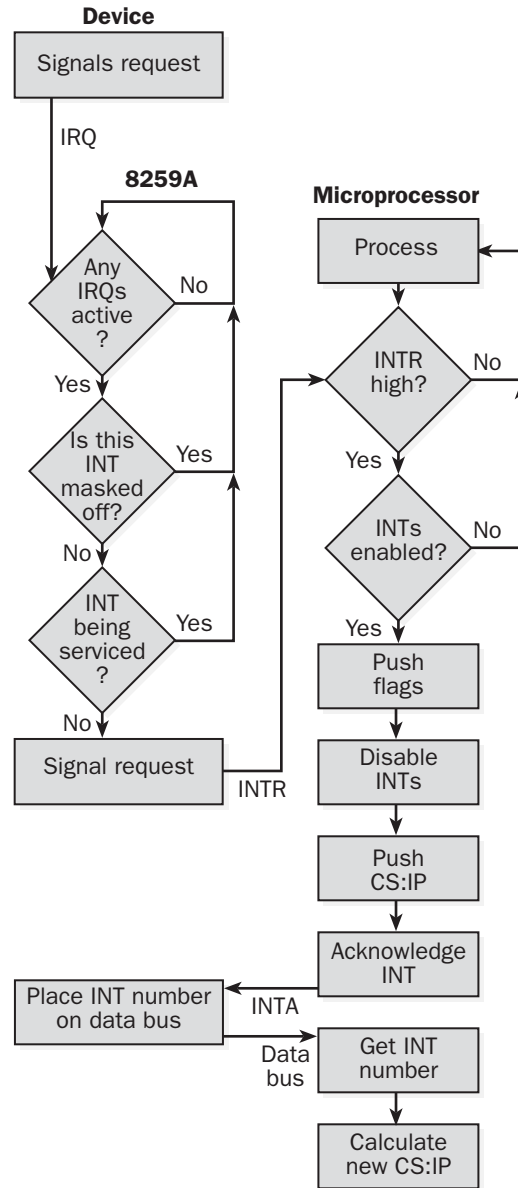 Device
Signals request
IRQ
8259A
Any
IRQs
active
?
No
Yes
Is this
INT
masked
off?
Yes
No
INT
being
serviced
?
Yes
No
Signal request
INTR
Microprocessor
Process
INTR
high?
No
Yes
INTs
enabled?
No
Yes
Push
flags
Disable
INTs
Push
CS:IP
Acknowledge
INT
INTA
Place INT number
on data bus
Data
bus
Get INT
number
Calculate
new CS:IP